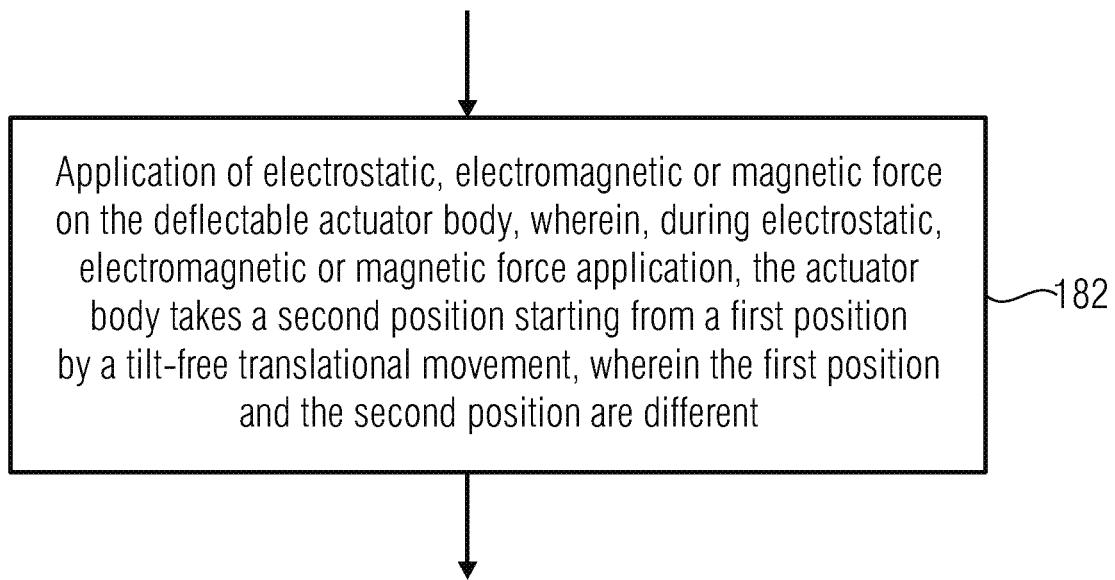 Application of electrostatic, electromagnetic or magnetic force
on the deflectable actuator body, wherein, during electrostatic,
electromagnetic or magnetic force application, the actuator
body takes a second position starting from a first position
by a tilt-free translational movement, wherein the first position
and the second position are different
182